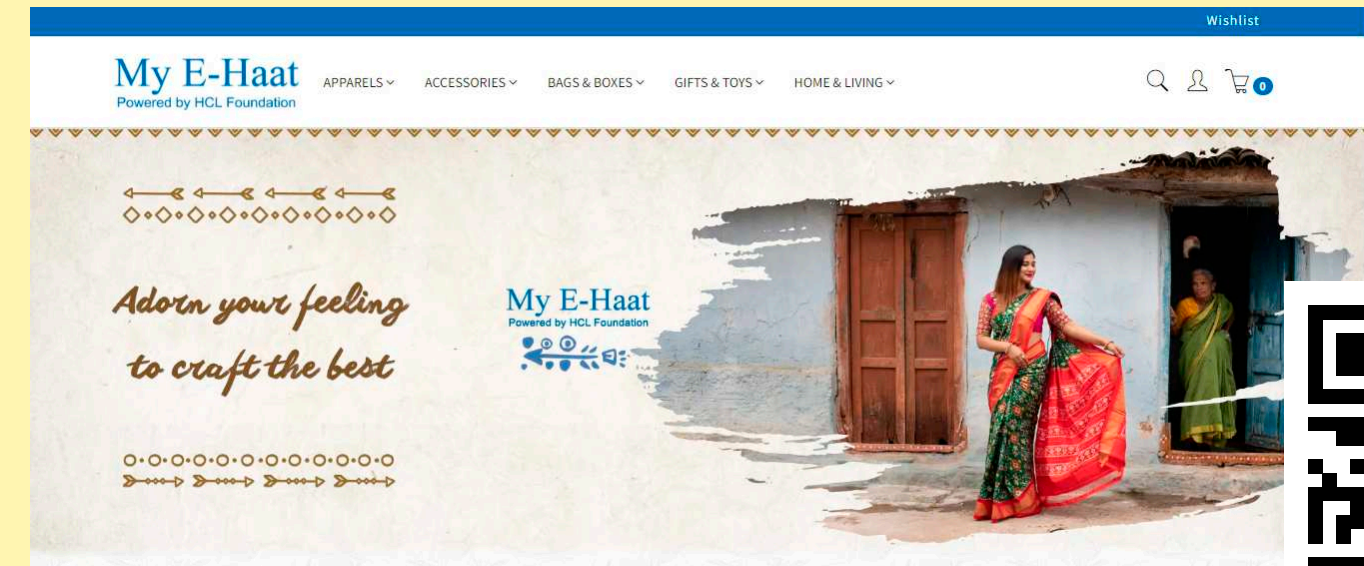 Wishlist
My E-Haat
Powered by HCL Foundation
APPARELS
ACCESSORIES
BAGS & BOXES
GIFTS & TOYS
HOME & LIVING
0
Adorn your feeling
to craft the best
My E-Haat
Powered by HCL Foundation